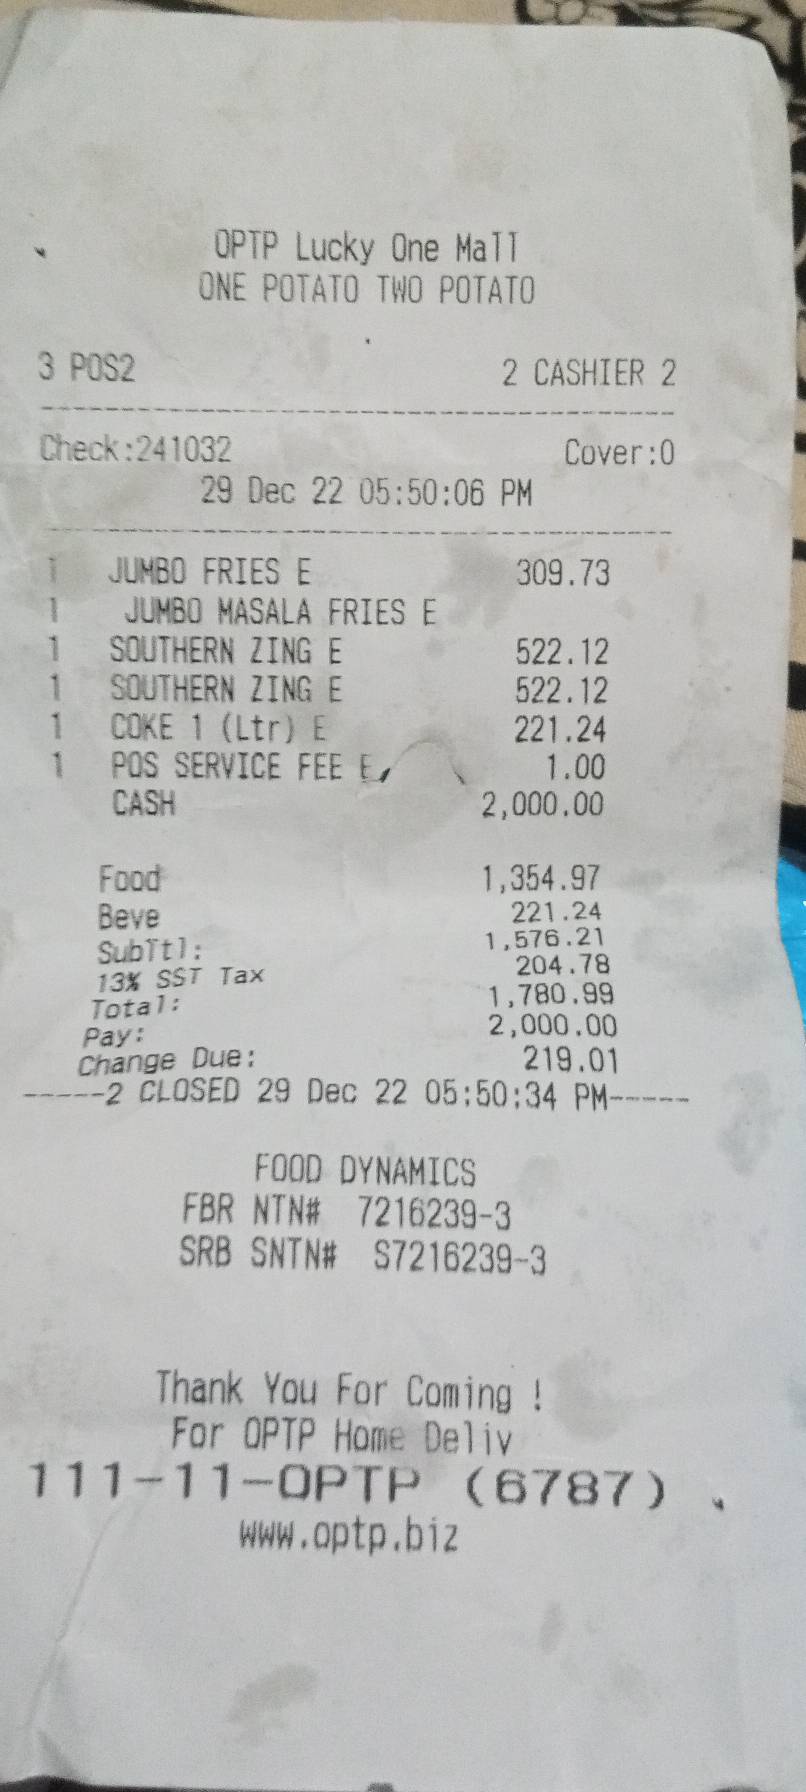 OPTP Lucky One Mall
ONE POTATO TWO POTATO
3 POS2 2 CASHIER 2
Check:241032 Cover:0
29 Dec 22 05:50:06 PM
1 JUMBO FRIES E 309.73
1 JUMBO MASALA FRIES E
1 SOUTHERN ZING E 522.12
1 SOUTHERN ZING E 522.12
1 COKE 1 (Ltr) E 221.24
1 POS SERVICE FEE E 1.00
CASH 2,000.00
Food 1,354.97
Beve 221.24
SubTtl: 1,576.21
13% SST Tax 204.78
Total: 1,780.99
Pay: 2,000.00
Change Due: 219.01
-----2 CLOSED 29 Dec 22 05:50:34 PM-----
FOOD DYNAMICS
FBR NTN# 7216239-3
SRB SNTN# S7216239-3
Thank You For Coming !
For OPTP Home Deliv
111-11-OPTP (6787)
www.optp.biz